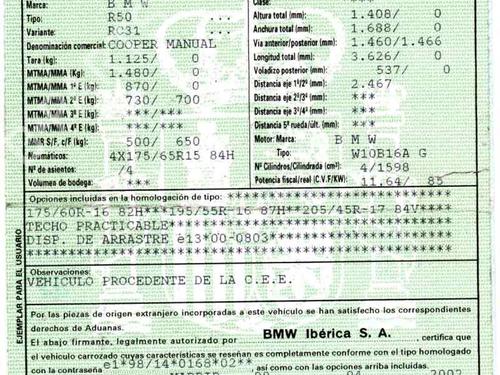 Marca: B M W
Tipo: R50 ...
Variante: RC31 ...
Denominación comercial: COOPER MANUAL
Tara (kg): 1.125/ 0
MTMA/MMA (Kg): 1.480/ 0
MTMA/MMA 1º E (kg): 870/ 0
MTMA/MMA 2º E (kg): 730/ 700
MTMA/MMA 3º E (kg): ***/***
MTMA/MMA 4º E (kg): ***/***
MMR S/F, c/F (kg): 500/ 650
Neumáticos: 4X175/65R15 84H
Nº de asientos: /4
Volumen de bodega: ***
Clase: ***
Altura total (mm): 1.408/ 0
Anchura total (mm): 1.688/ 0
Vía anterior/posterior (mm): 1.460/1.466
Longitud total (mm): 3.626/ 0
Voladizo posterior (mm): 537/ 0
Distancia eje 1º/2º (mm): 2.467
Distancia eje 2º/3º (mm): ***
Distancia eje 3º/4º (mm): ***
Distancia 5ª rueda/últ. (mm): ***
Motor: Marca: B M W
Tipo: W10B16A G
Nº Cilindros/Cilindrada (cm³): 4/1598
Potencia fiscal/real (C.V.F/KW): 11.64/ 85
Opciones incluidas en la homologación de tipo:
175/60R-16 82H***195/55R-16 87H**205/45R-17 84V****
TECHO PRACTICABLE
DISP. DE ARRASTRE e13*00-0803
Observaciones:
VEHICULO PROCEDENTE DE LA C.E.E.
Por las piezas de origen extranjero incorporadas a este vehículo se han satisfecho los correspondientes
derechos de Aduanas.
El abajo firmante, legalmente autorizado por BMW Ibérica S. A. , certifica que
el vehículo carrozado cuyas características se reseñan es completamente conforme con el tipo homologado
con la contraseña e1*98/14*0168*02** , así como con las opciones arriba incluidas.
EJEMPLAR PARA EL USUARIO